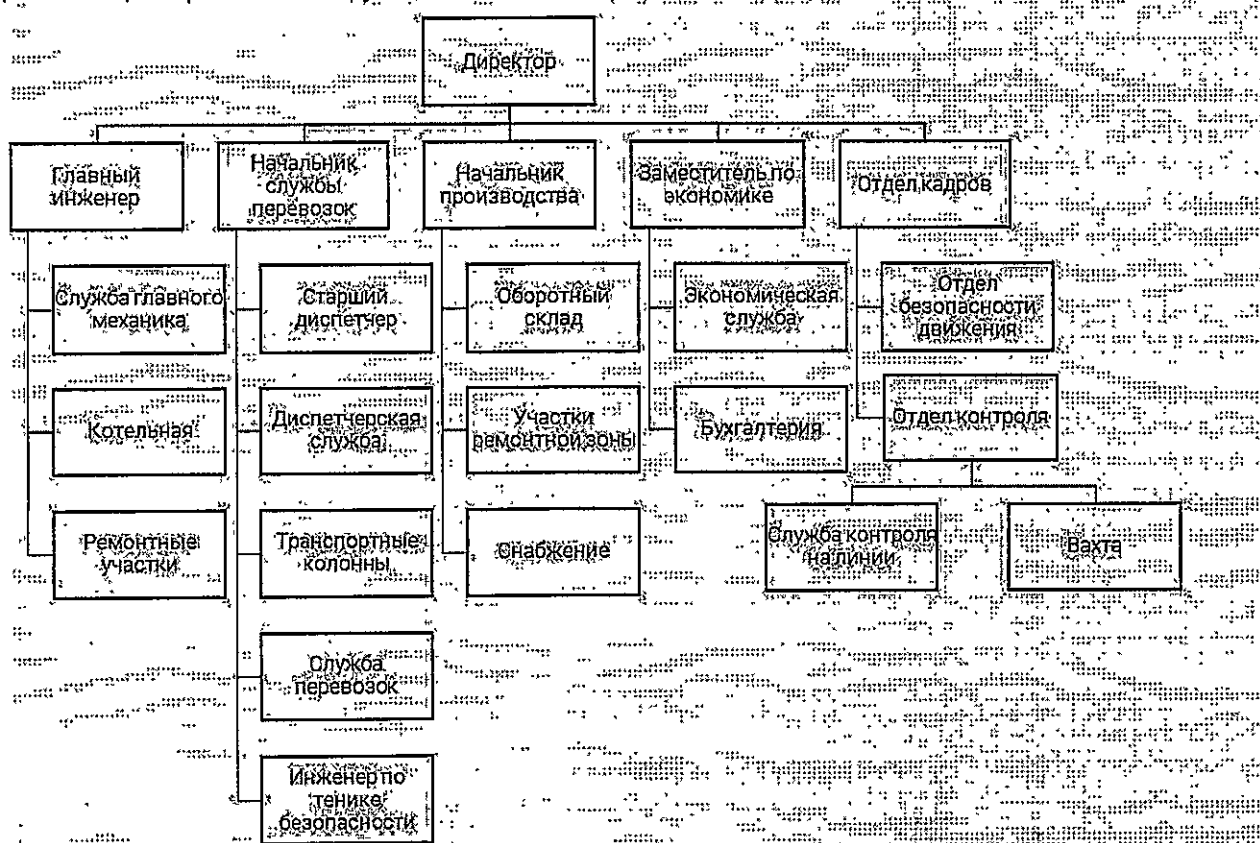 Директор
Главный
инженер
Начальник
службы
перевозок
Начальник
производства
Заместитель по
экономике
Отдел кадров
Служба главного
механика
Старший
диспетчер
Оборотный
склад
Экономическая
служба
Отдел
безопасности
движения
Котельная
Диспетчерская
служба
Участки
ремонтной зоны
Бухгалтерия
Отдел контроля
Ремонтные
участки
Транспортные
колонны
Снабжение
Служба контроля
на линии
Вахта
Служба
перевозок
Инженер по
тенике
безопасности